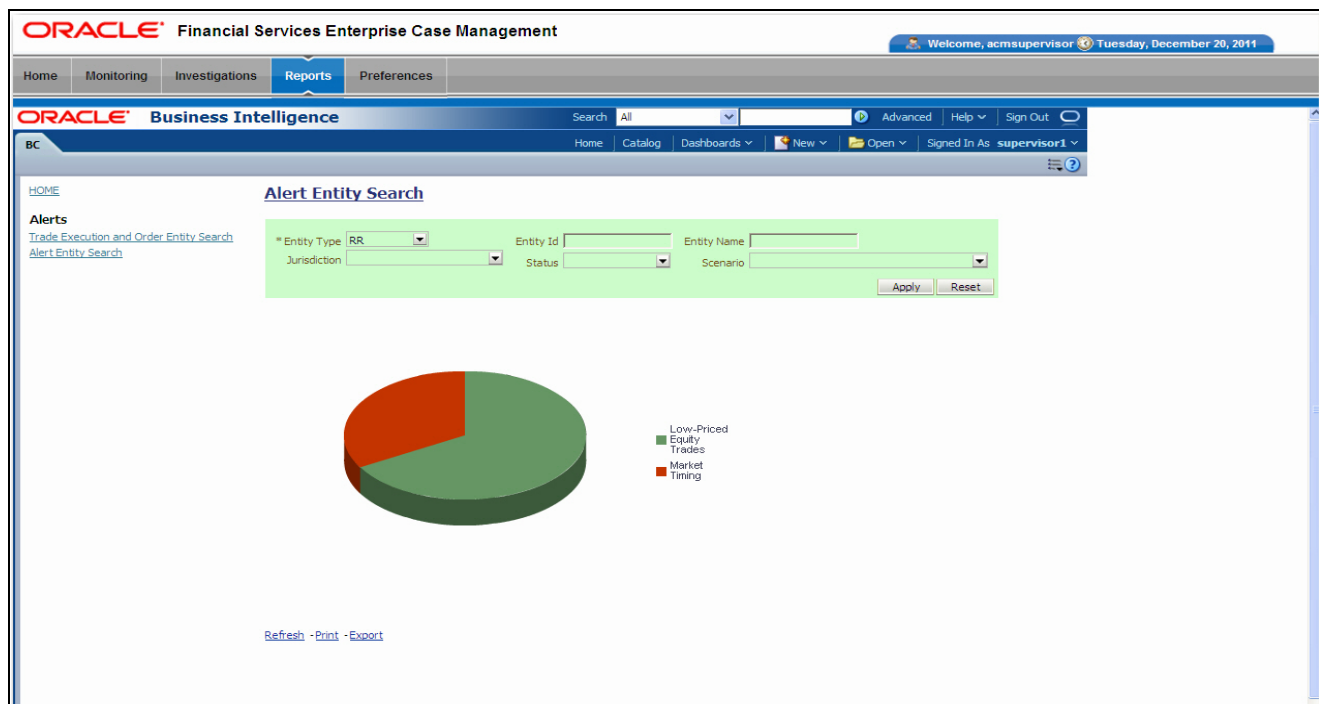 ORACLE® Financial Services Enterprise Case Management
Welcome, acmsupervisor Tuesday, December 20, 2011
Home Monitoring Investigations Reports Preferences
ORACLE® Business Intelligence
Search All Advanced Help Sign Out
BC
Home Catalog Dashboards New Open Signed In As supervisor1
HOME
Alerts
Trade Execution and Order Entity Search
Alert Entity Search
Alert Entity Search
* Entity Type RR Entity Id Entity Name
Jurisdiction Status Scenario
Apply Reset
Low-Priced
Equity
Trades
Market
Timing
Refresh - Print - Export